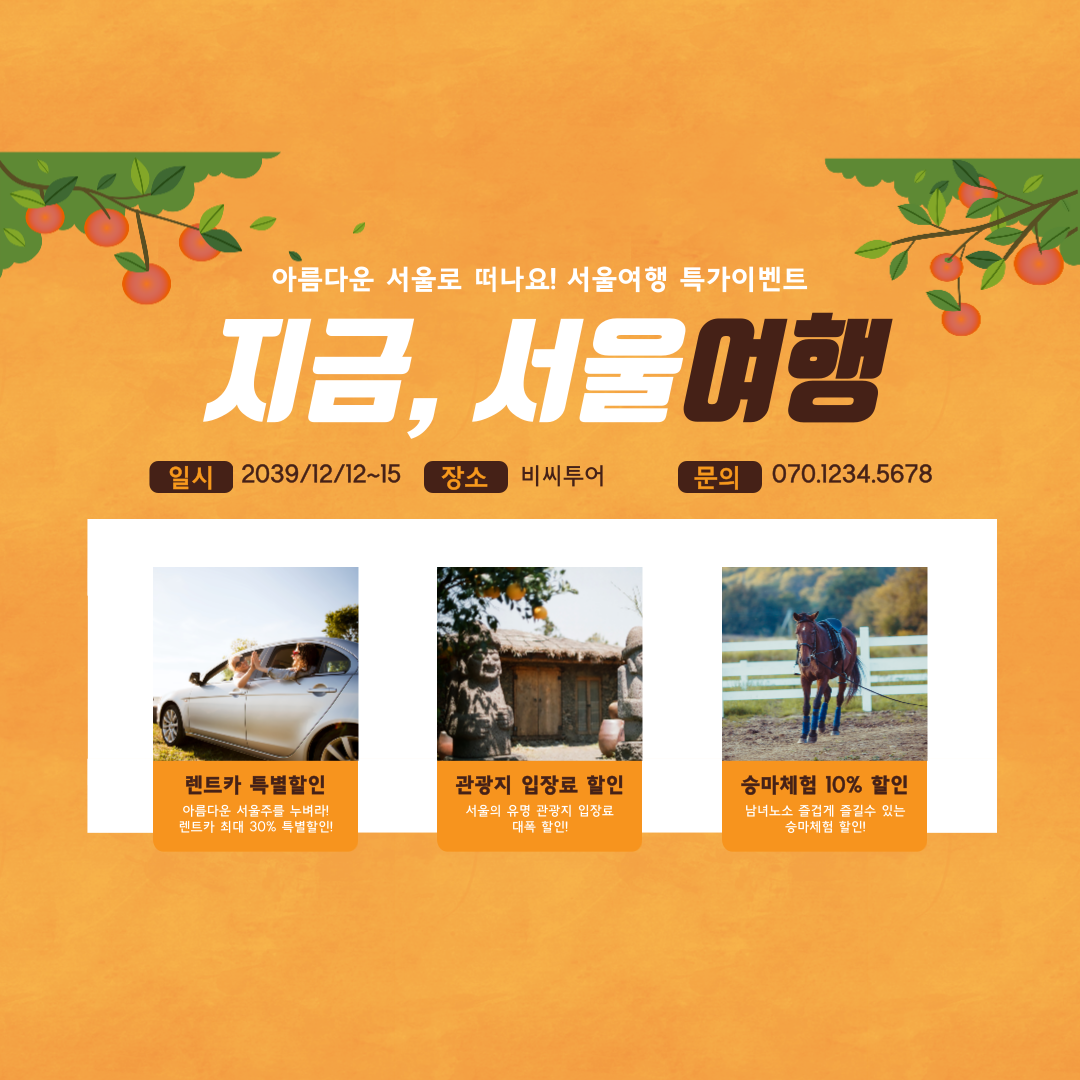 아름다운 서울로 떠나요! 서울여행 특가이벤트
지금, 서울여행
일시 2039/12/12~15 장소 비씨투어 문의 070.1234.5678
렌트카 특별할인
아름다운 서울주를 누벼라!
렌트카 최대 30% 특별할인!
관광지 입장료 할인
서울의 유명 관광지 입장료
대폭 할인!
승마체험 10% 할인
남녀노소 즐겁게 즐길수 있는
승마체험 할인!